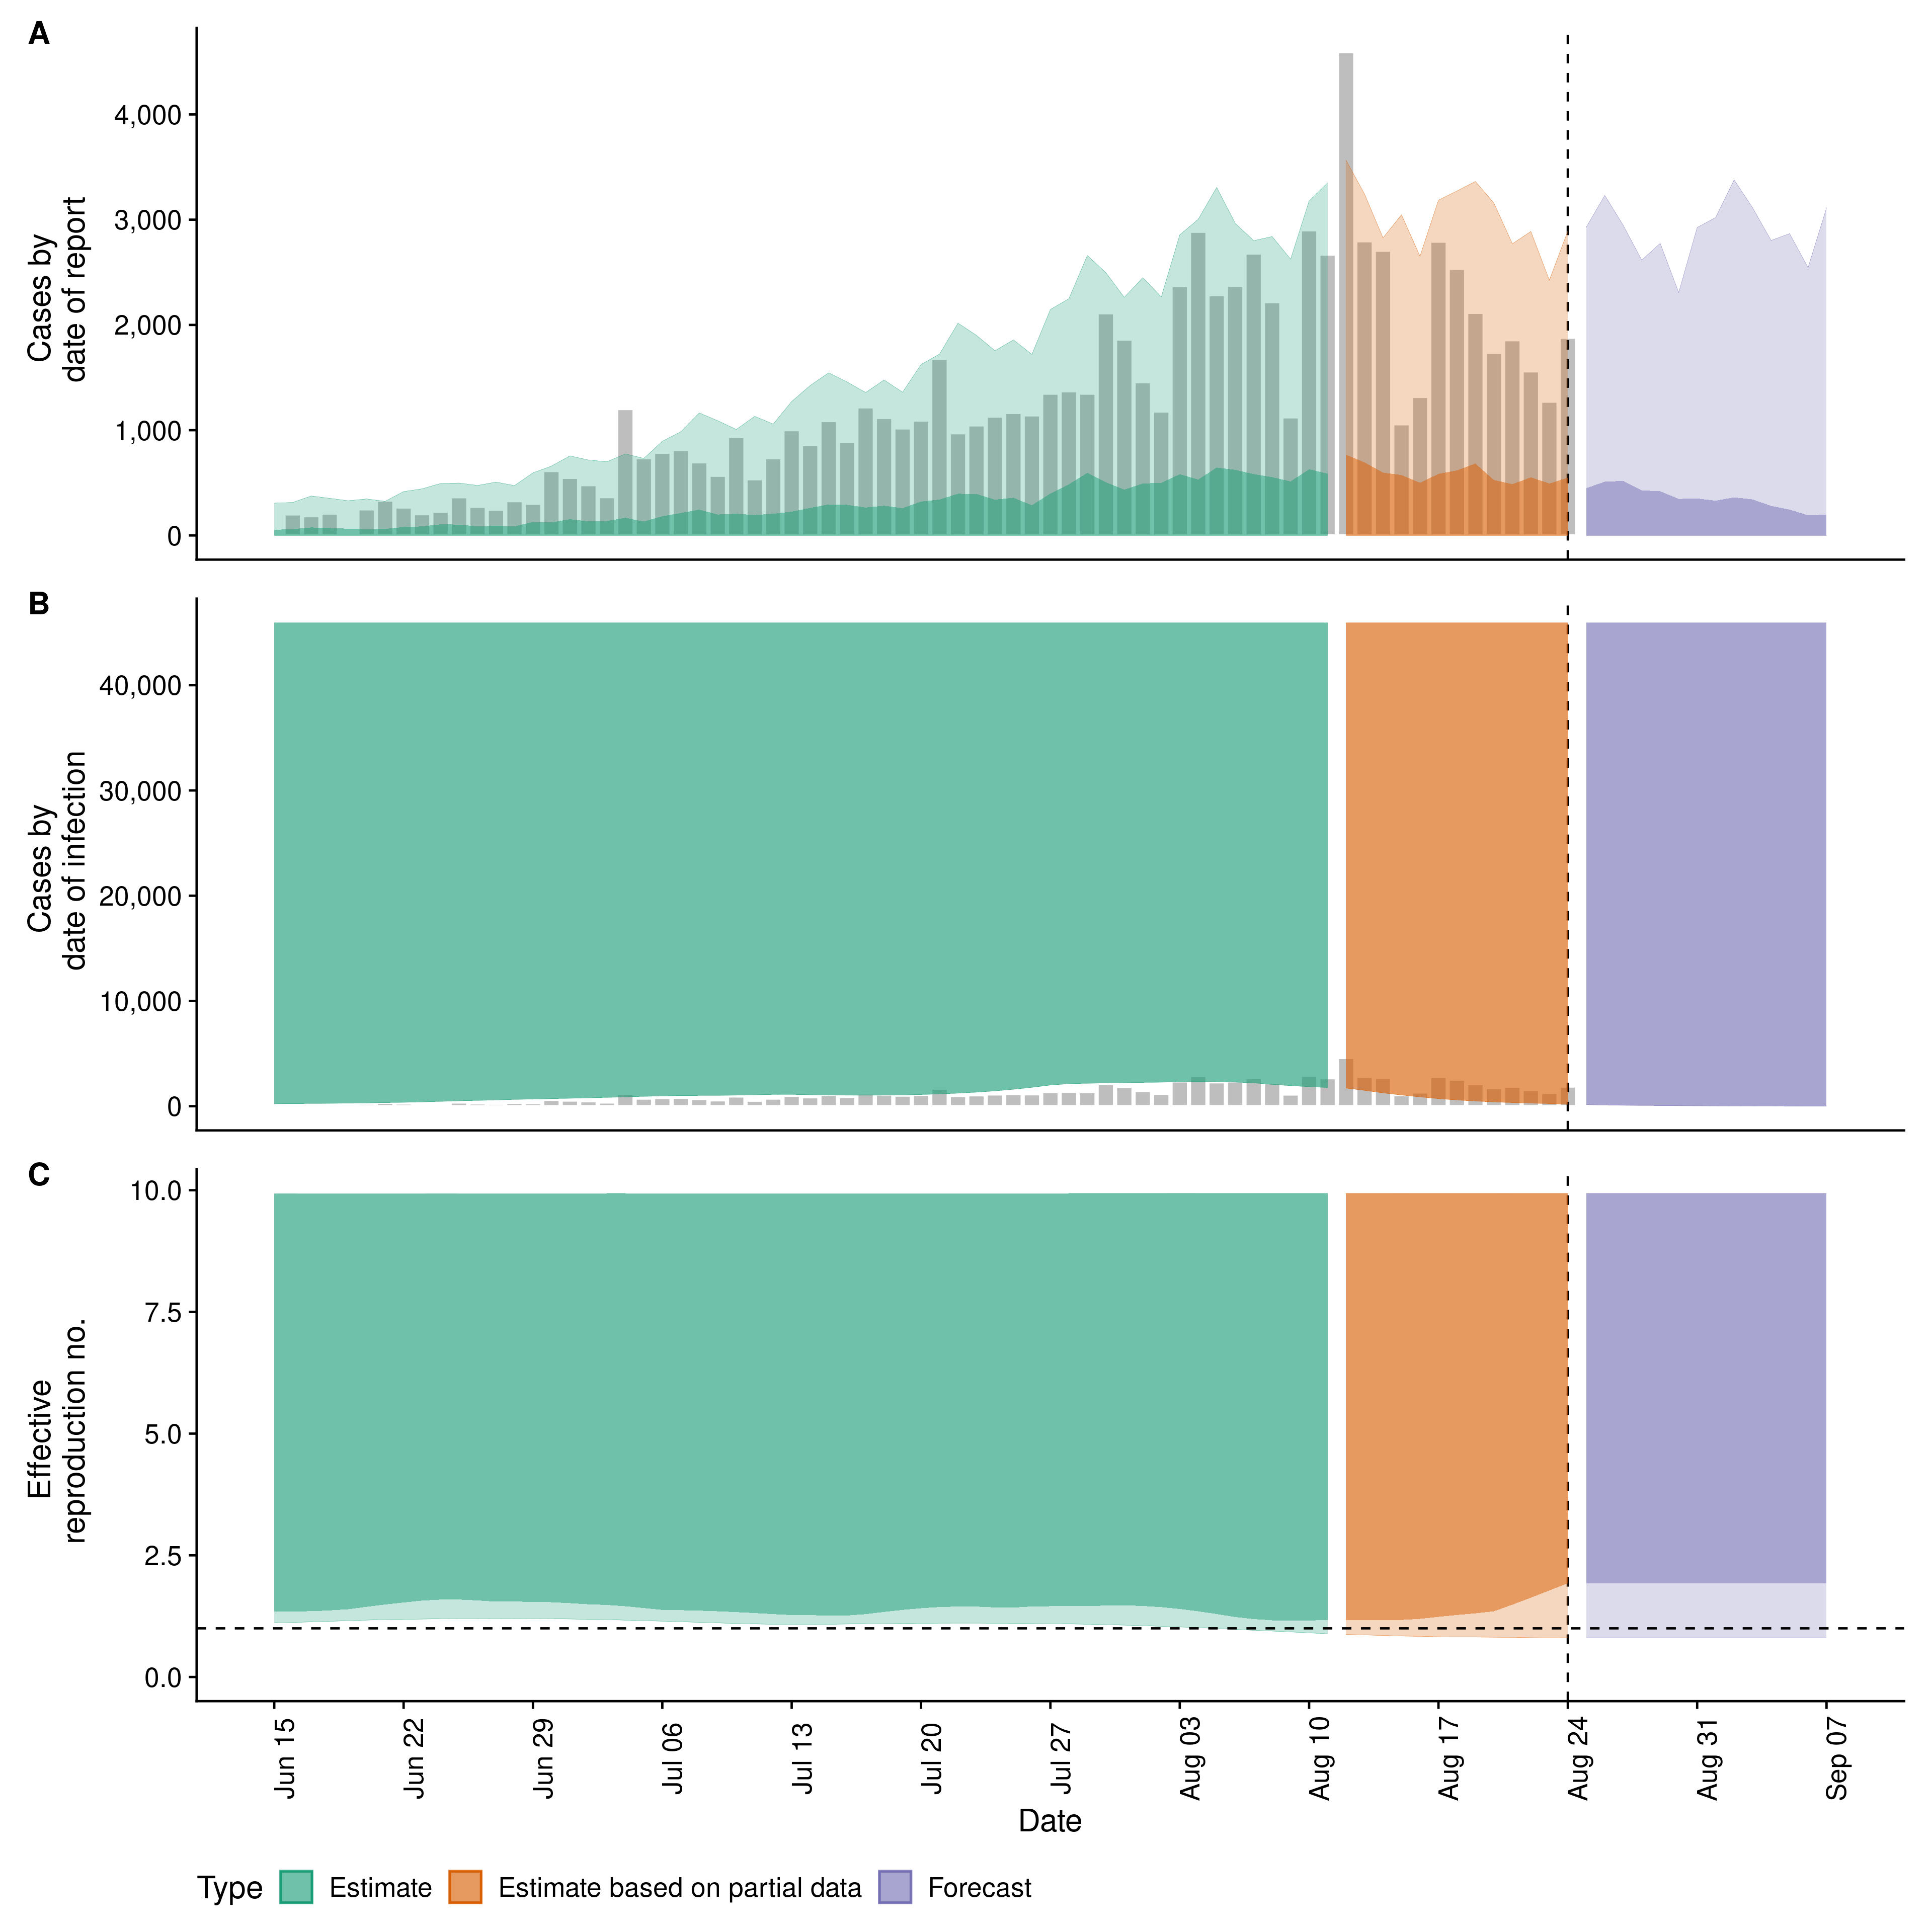 A
4,000
3,000
2,000
1,000
0
Cases by
date of report
B
40,000
30,000
20,000
10,000
0
Cases by
date of infection
C
10.0
7.5
5.0
2.5
0.0
Effective
reproduction no.
Jun 15
Jun 22
Jun 29
Jul 06
Jul 13
Jul 20
Jul 27
Aug 03
Aug 10
Aug 17
Aug 24
Aug 31
Sep 07
Date
Type Estimate Estimate based on partial data Forecast